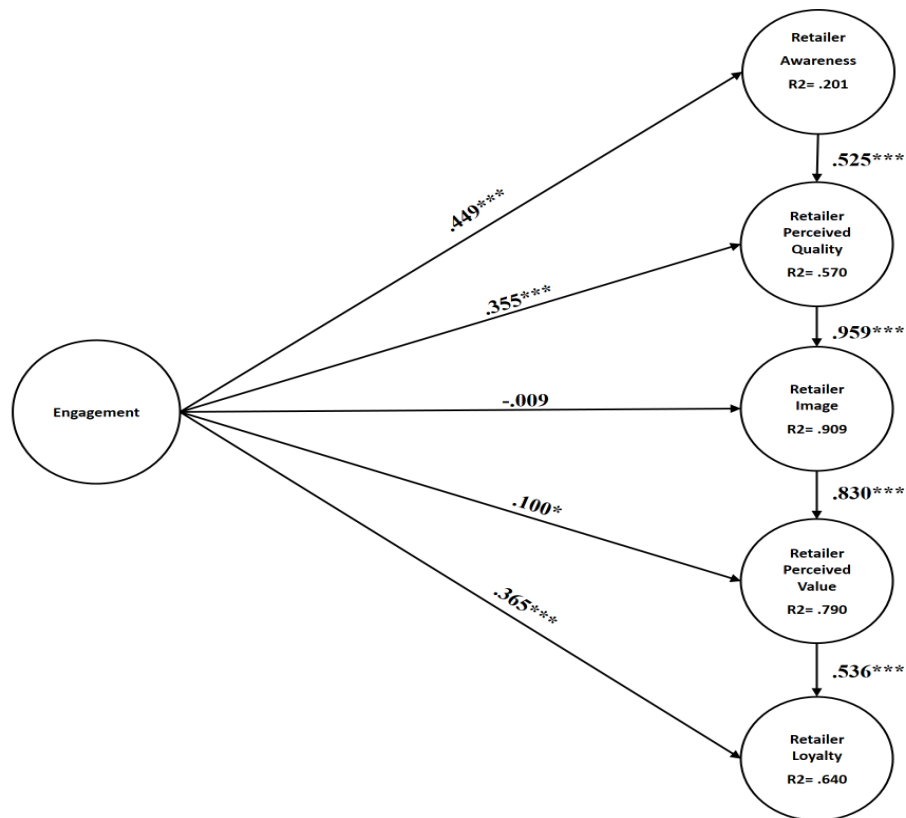 Retailer
Awareness
R2= .201
.525***
.449***
Retailer
Perceived
Quality
R2= .570
.355***
.959***
Engagement
-.009
Retailer
Image
R2= .909
.830***
.100*
Retailer
Perceived
Value
R2= .790
.365***
.536***
Retailer
Loyalty
R2= .640